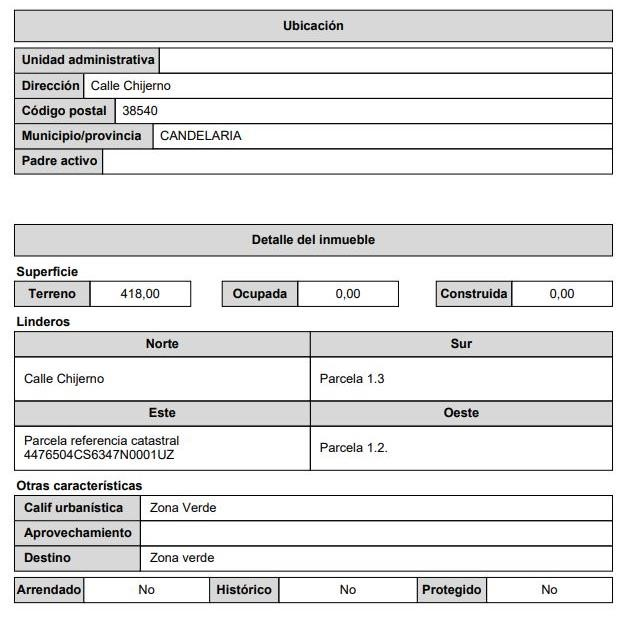 Ubicación
Unidad administrativa
Dirección Calle Chijerno
Código postal 38540
Municipio/provincia CANDELARIA
Padre activo
Detalle del inmueble
Superficie
Terreno 418,00 Ocupada 0,00 Construida 0,00
Linderos
Norte Sur
Calle Chijerno Parcela 1.3
Este Oeste
Parcela referencia catastral
4476504CS6347N0001UZ Parcela 1.2.
Otras características
Calif urbanística Zona Verde
Aprovechamiento
Destino Zona verde
Arrendado No Histórico No Protegido No